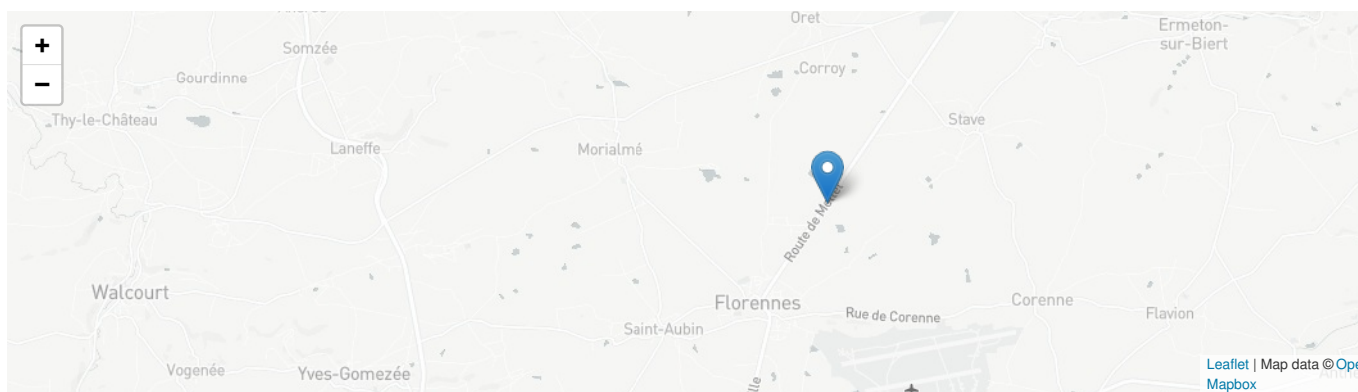 +
−
Oret
Ermeton-
sur-Biert
Somzée
Gourdinne
Corroy
Thy-le-Château
Stave
Laneffe
Morialmé
Route de Mettet
Walcourt
Florennes
Corenne
Flavion
Rue de Corenne
Saint-Aubin
Vogenée
Yves-Gomezée
Leaflet | Map data © Ope
Mapbox